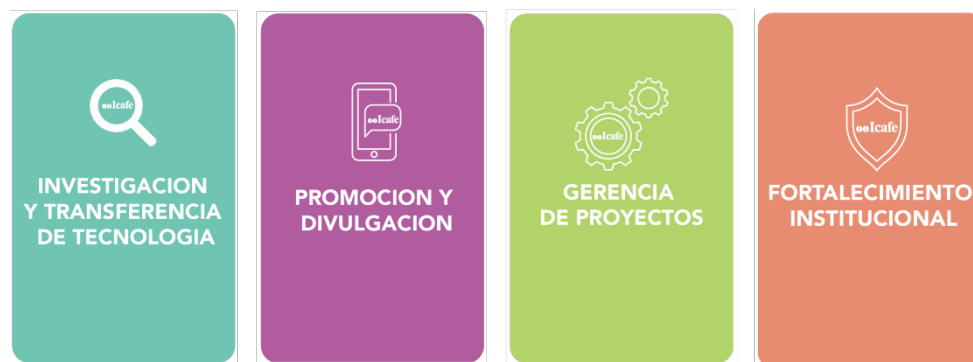 Icafe
INVESTIGACION
Y TRANSFERENCIA
DE TECNOLOGIA
Icafe
PROMOCION Y
DIVULGACION
Icafe
GERENCIA
DE PROYECTOS
Icafe
FORTALECIMIENTO
INSTITUCIONAL